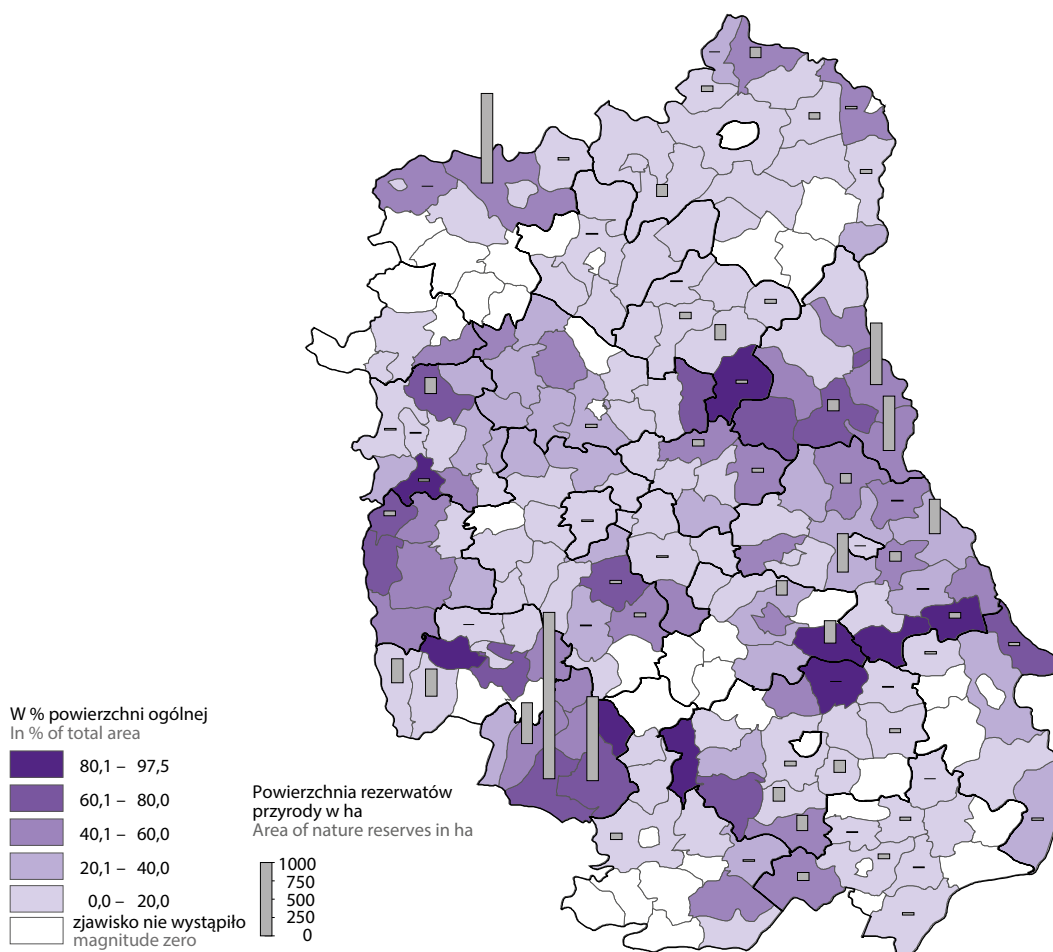 W % powierzchni ogólnej
In % of total area
80,1 – 97,5
60,1 – 80,0
40,1 – 60,0
20,1 – 40,0
0,0 – 20,0
zjawisko nie wystąpiło
magnitude zero
Powierzchnia rezerwatów
przyrody w ha
Area of nature reserves in ha
1000
750
500
250
0